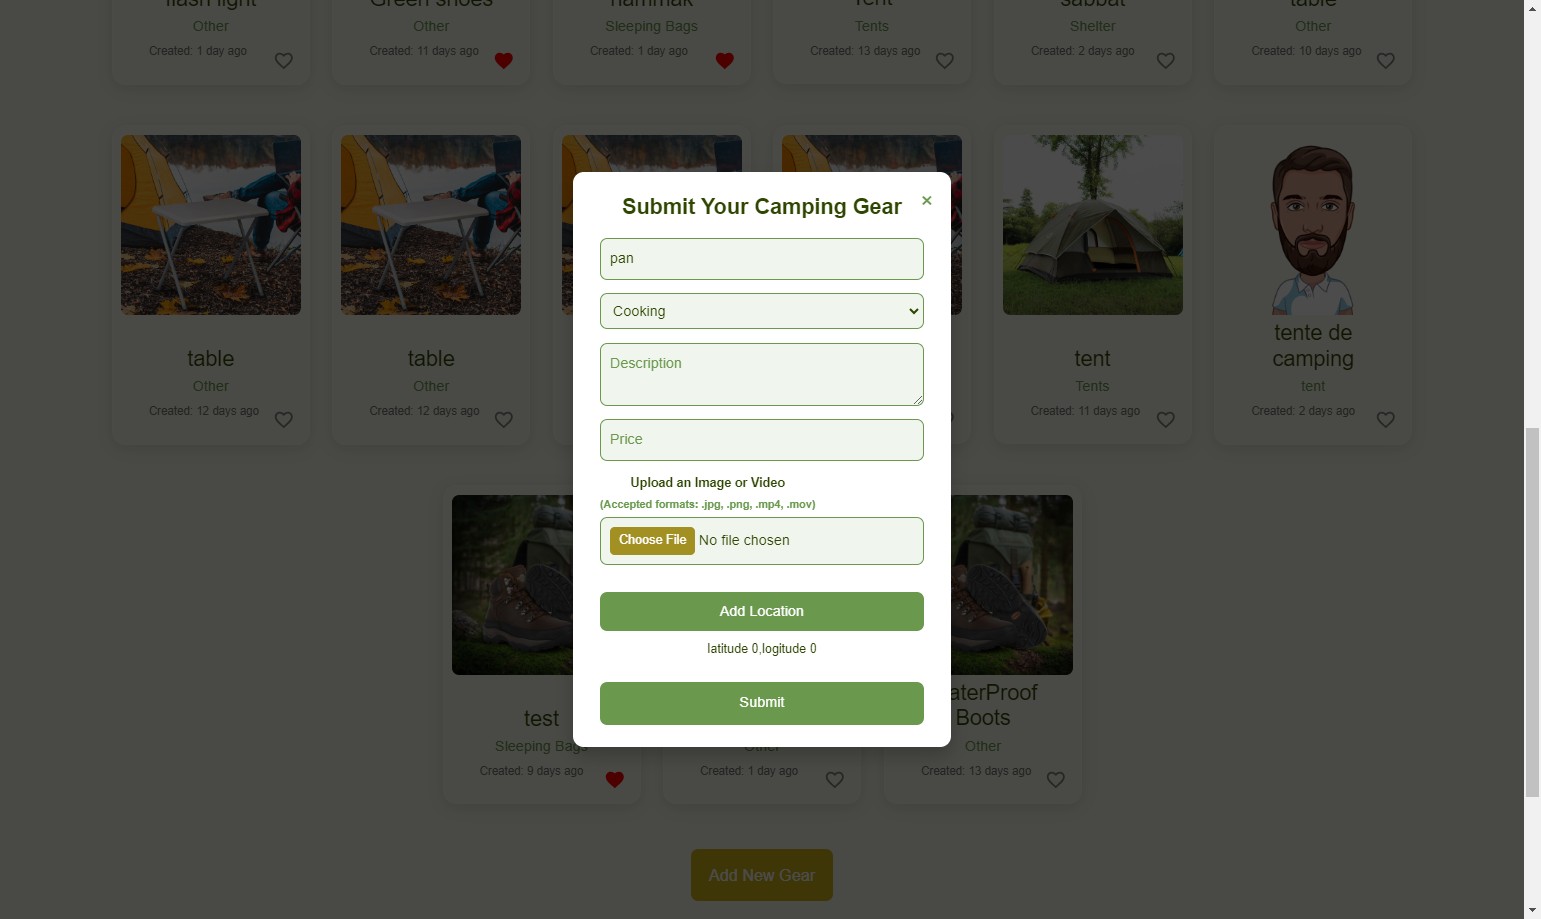 flash light
Green shoes
hammak
Tent
sabbat
table
Other
Other
Sleeping Bags
Tents
Shelter
Other
Created: 1 day ago
Created: 11 days ago
Created: 1 day ago
Created: 13 days ago
Created: 2 days ago
Created: 10 days ago
Submit Your Camping Gear
×
pan
Cooking
Description
Price
Upload an Image or Video
(Accepted formats: .jpg, .png, .mp4, .mov)
Choose File No file chosen
Add Location
latitude 0,logitude 0
Submit
table
Other
Created: 12 days ago
table
Other
Created: 12 days ago
tent
Tents
Created: 11 days ago
tente de
camping
tent
Created: 2 days ago
test
Sleeping Bags
Created: 9 days ago
Other
Created: 1 day ago
aterProof
Boots
Other
Created: 13 days ago
Add New Gear